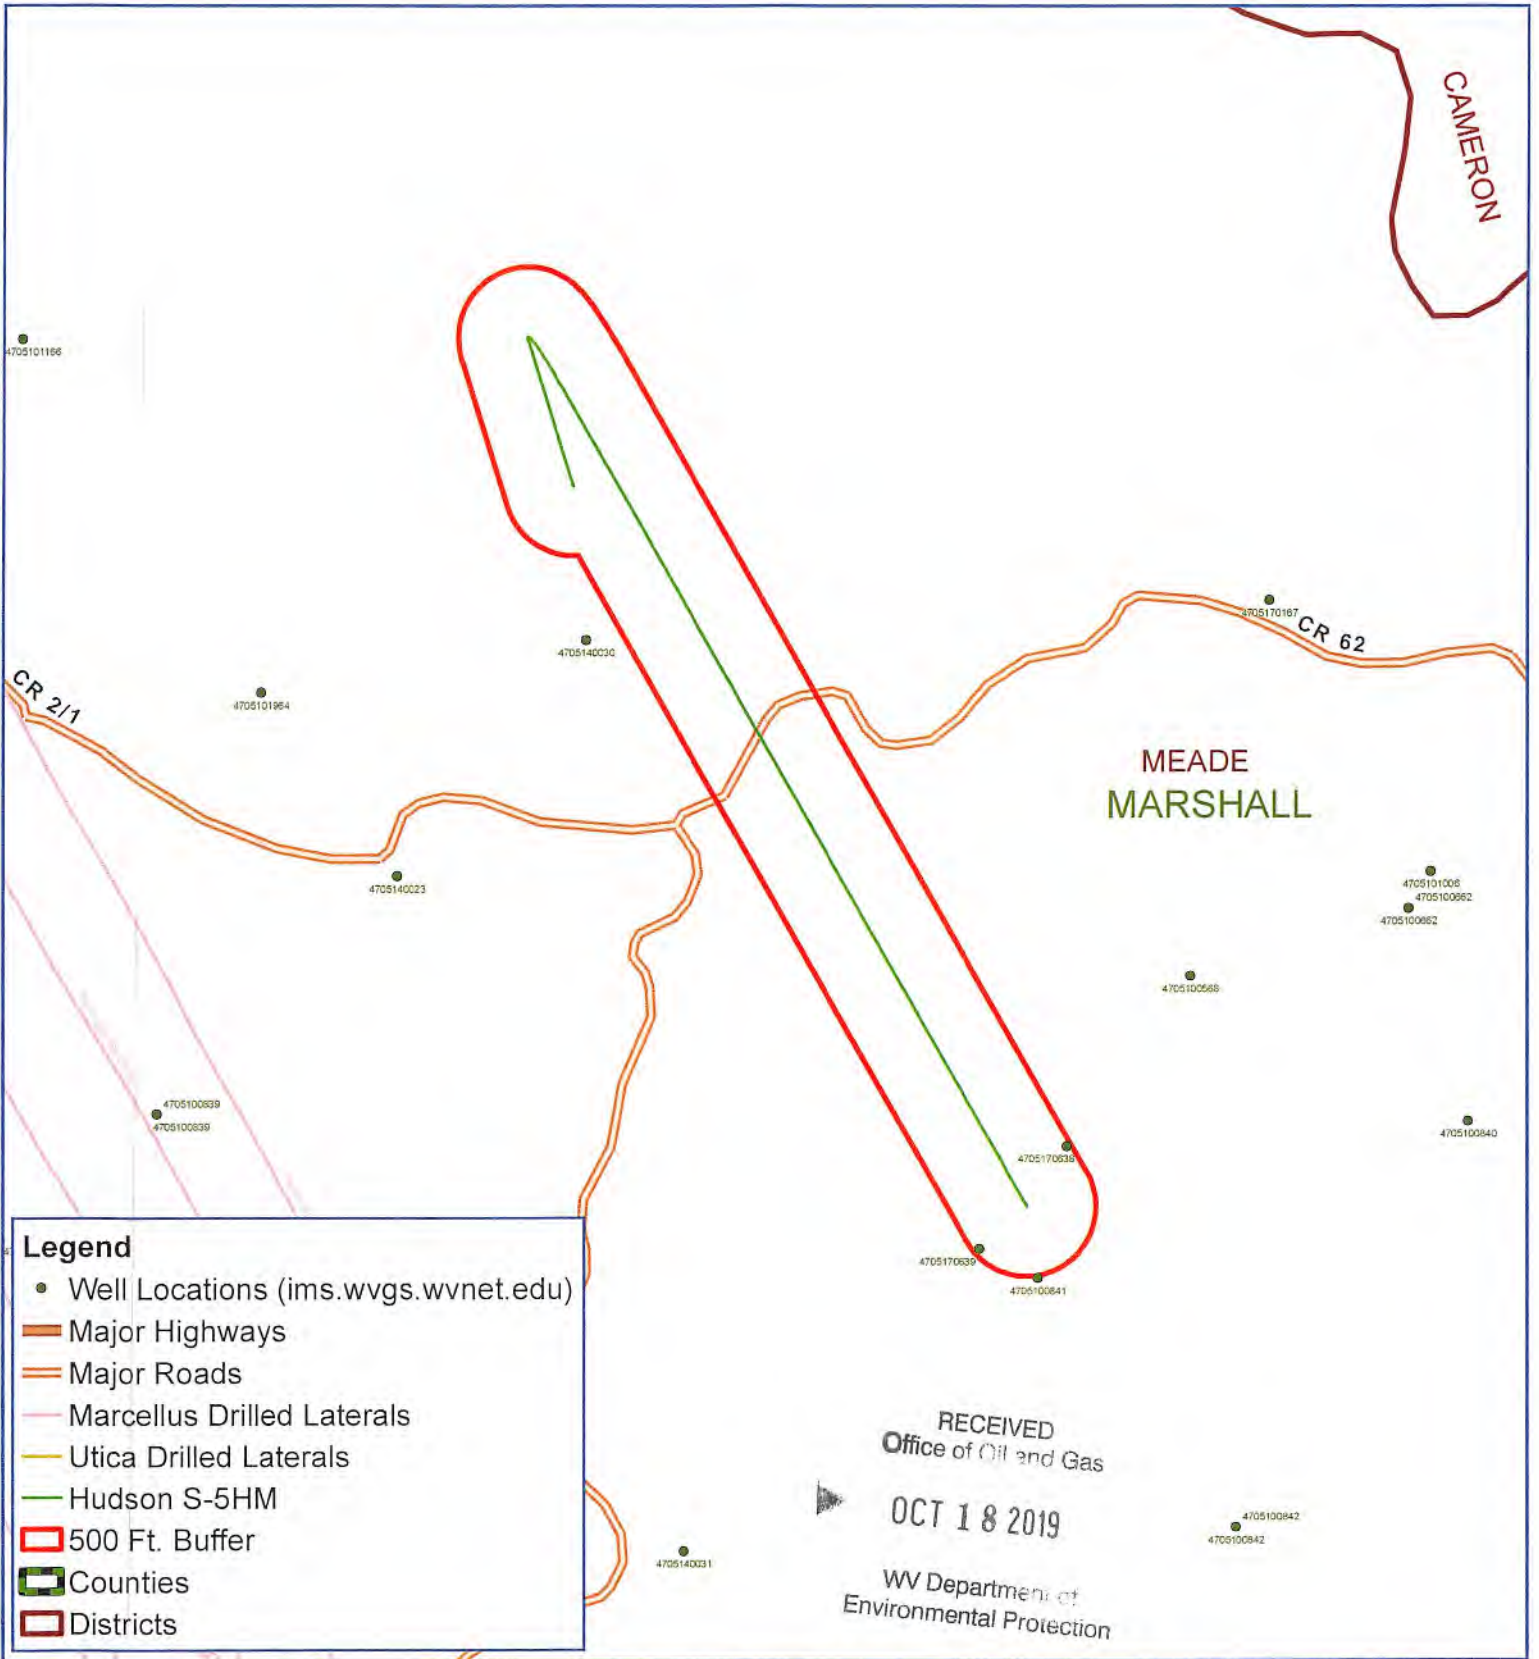 CAMERON
4705101166
4705170167
CR 62
4705140030
CR 2/1
4705101964
MEADE
MARSHALL
4705140023
4705101006
4705100662
4705100662
4705100568
4705100839
4705100839
4705100840
4705170638
4705170639
4705100841
Legend
Well Locations (ims.wvgs.wvnet.edu)
Major Highways
Major Roads
Marcellus Drilled Laterals
Utica Drilled Laterals
Hudson S-5HM
500 Ft. Buffer
Counties
Districts
RECEIVED
Office of Oil and Gas
OCT 18 2019
WV Department of
Environmental Protection
4705100842
4705100842
4705140031